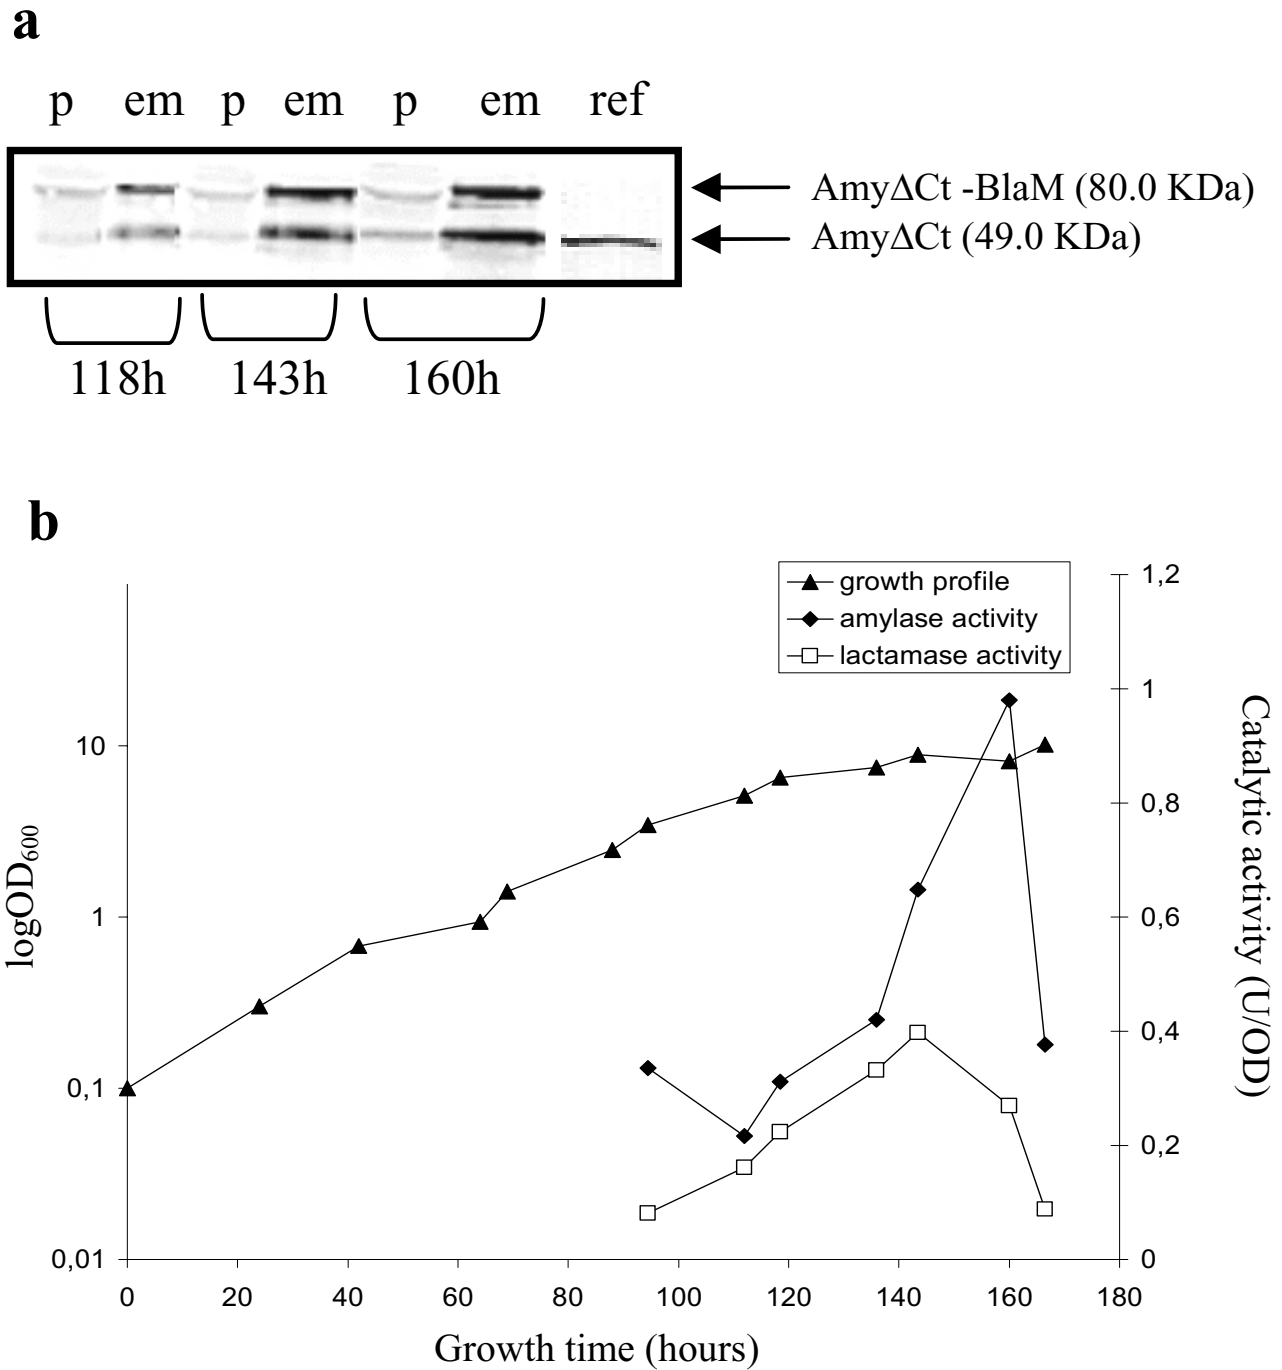 a
p em p em p em ref
AmyΔCt -BlaM (80.0 KDa)
AmyΔCt (49.0 KDa)
118h 143h 160h
b
growth profile
amylase activity
lactamase activity
logOD600
10
1
0,1
0,01
1,2
1
0,8
0,6
0,4
0,2
0
Catalytic activity (U/OD)
0 20 40 60 80 100 120 140 160 180
Growth time (hours)